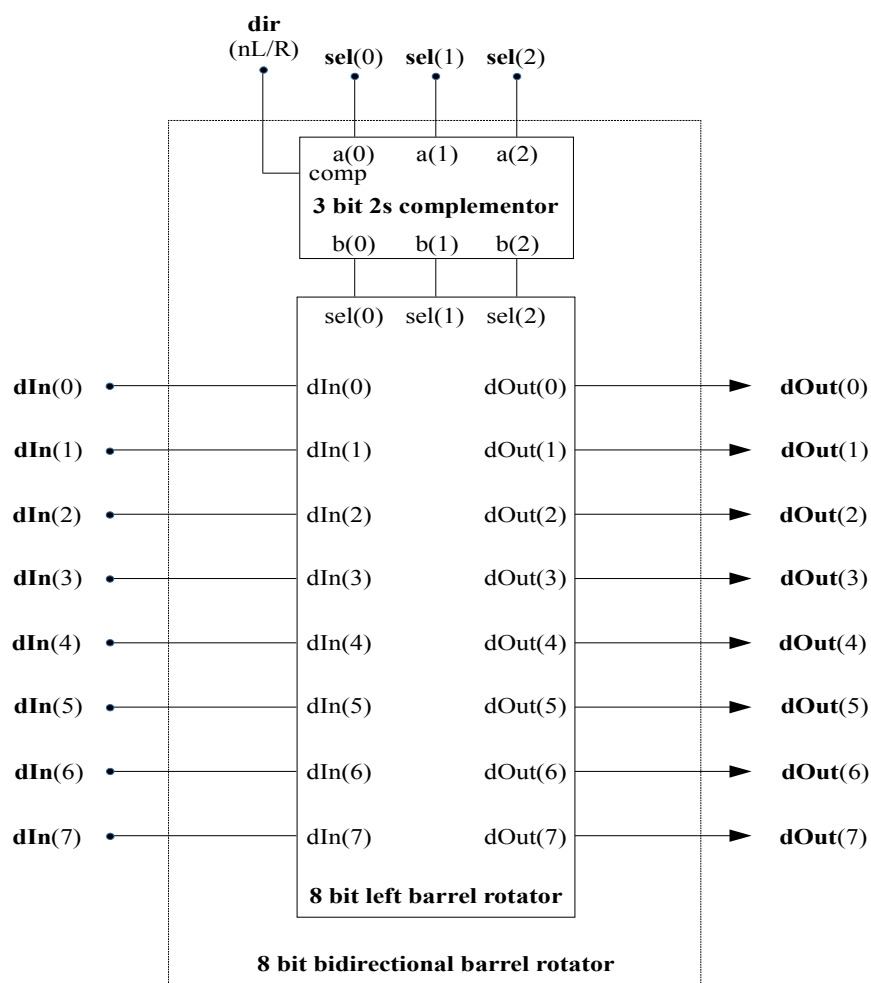 dir
(nL/R)
sel(0) sel(1) sel(2)
a(0) a(1) a(2)
comp
3 bit 2s complementor
b(0) b(1) b(2)
sel(0) sel(1) sel(2)
dIn(0) dIn(0) dOut(0) dOut(0)
dIn(1) dIn(1) dOut(1) dOut(1)
dIn(2) dIn(2) dOut(2) dOut(2)
dIn(3) dIn(3) dOut(3) dOut(3)
dIn(4) dIn(4) dOut(4) dOut(4)
dIn(5) dIn(5) dOut(5) dOut(5)
dIn(6) dIn(6) dOut(6) dOut(6)
dIn(7) dIn(7) dOut(7) dOut(7)
8 bit left barrel rotator
8 bit bidirectional barrel rotator